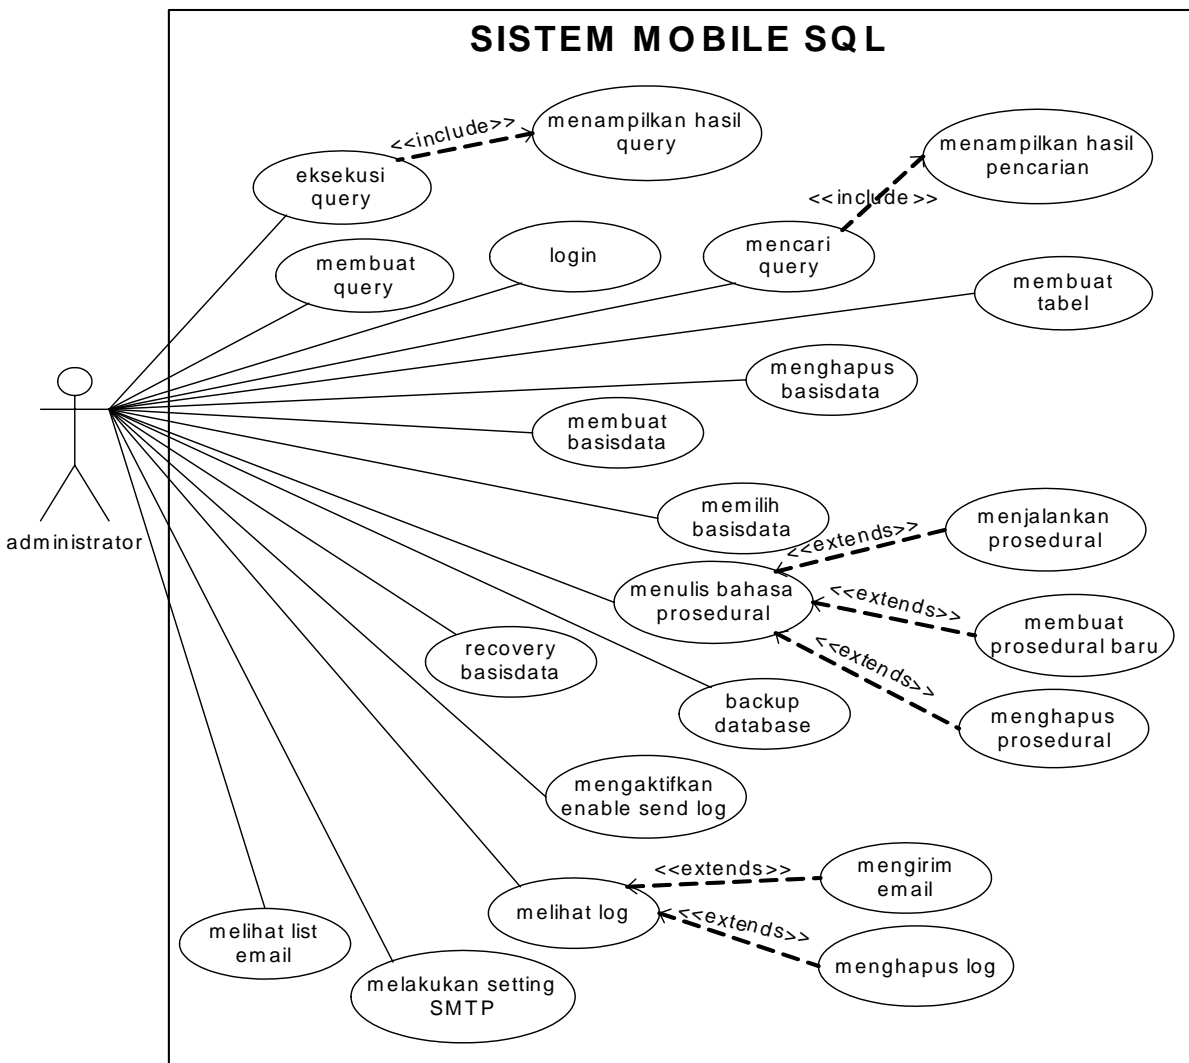 SISTEM MOBILE SQL
<<include>>
menampilkan hasil
query
menampilkan hasil
pencarian
eksekusi
query
<<include>>
membuat
query
login
mencari
query
membuat
tabel
menghapus
basisdata
membuat
basisdata
administrator
memilih
basisdata
<<extends>>
menjalankan
prosedural
menulis bahasa
prosedural
<<extends>>
membuat
prosedural baru
<<extends>>
recovery
basisdata
backup
database
menghapus
prosedural
mengaktifkan
enable send log
<<extends>>
mengirim
email
melihat log
<<extends>>
menghapus log
melihat list
email
melakukan setting
SMTP